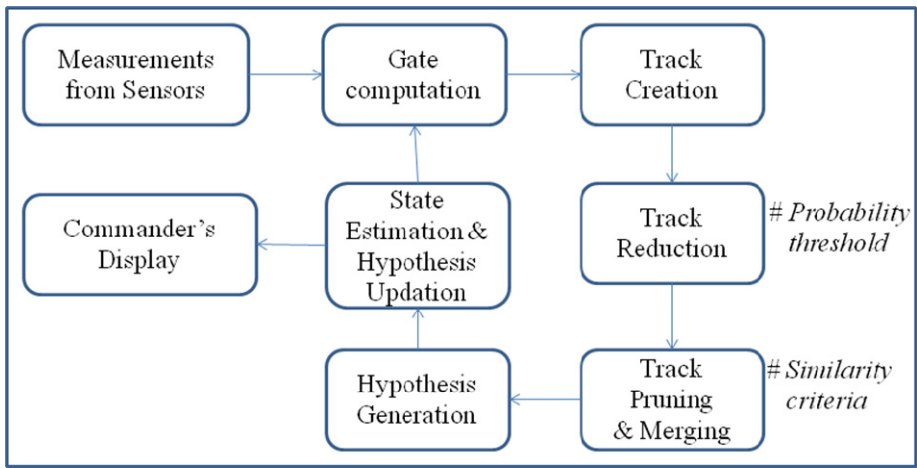 Measurements
from Sensors
Gate
computation
Track
Creation
Commander's
Display
State
Estimation &
Hypothesis
Updation
Track
Reduction
# Probability
threshold
Hypothesis
Generation
Track
Pruning
& Merging
# Similarity
criteria